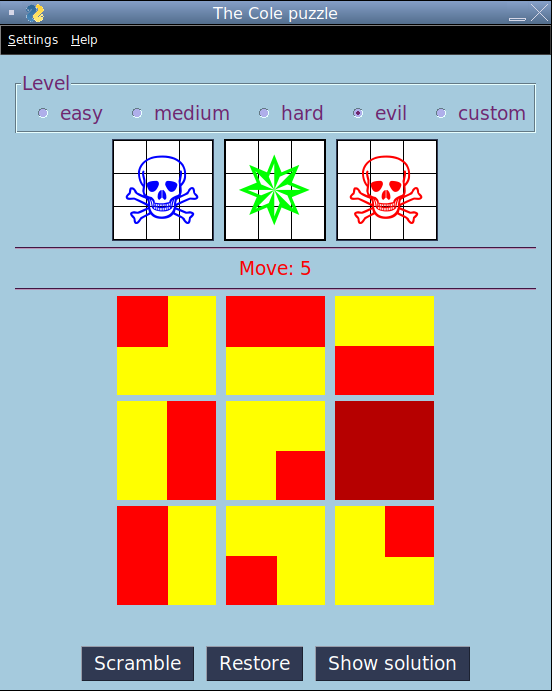 The Cole puzzle
Settings Help
Level
easy medium hard evil custom
Move: 5
Scramble Restore Show solution